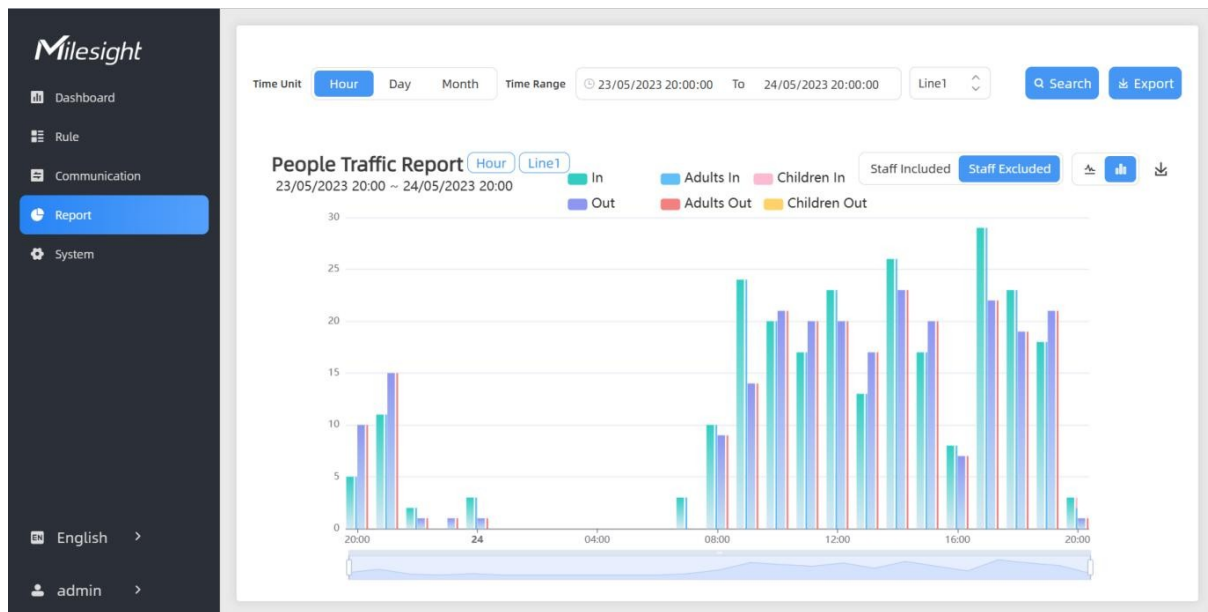 Milesight
Dashboard
Rule
Communication
Report
System
EN English >
admin >
Time Unit Hour Day Month Time Range 23/05/2023 20:00:00 To 24/05/2023 20:00:00 Line1 Search Export
People Traffic Report Hour Line1
23/05/2023 20:00 ~ 24/05/2023 20:00
In Adults In Children In
Out Adults Out Children Out
Staff Included Staff Excluded
30
25
20
15
10
5
0
20:00 24 04:00 08:00 12:00 16:00 20:00